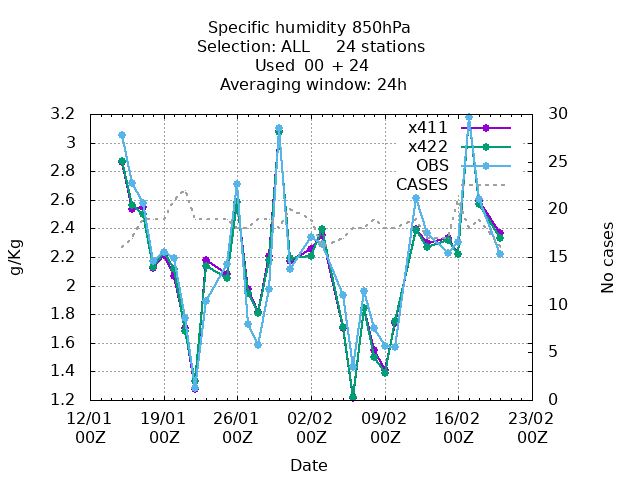 Specific humidity 850hPa
Selection: ALL 24 stations
Used 00 + 24
Averaging window: 24h
x411
x422
OBS
CASES
3.2
3
2.8
2.6
2.4
2.2
2
1.8
1.6
1.4
1.2
30
25
20
15
10
5
0
g/Kg
No cases
12/01 19/01 26/01 02/02 09/02 16/02 23/02
00Z 00Z 00Z 00Z 00Z 00Z 00Z
Date